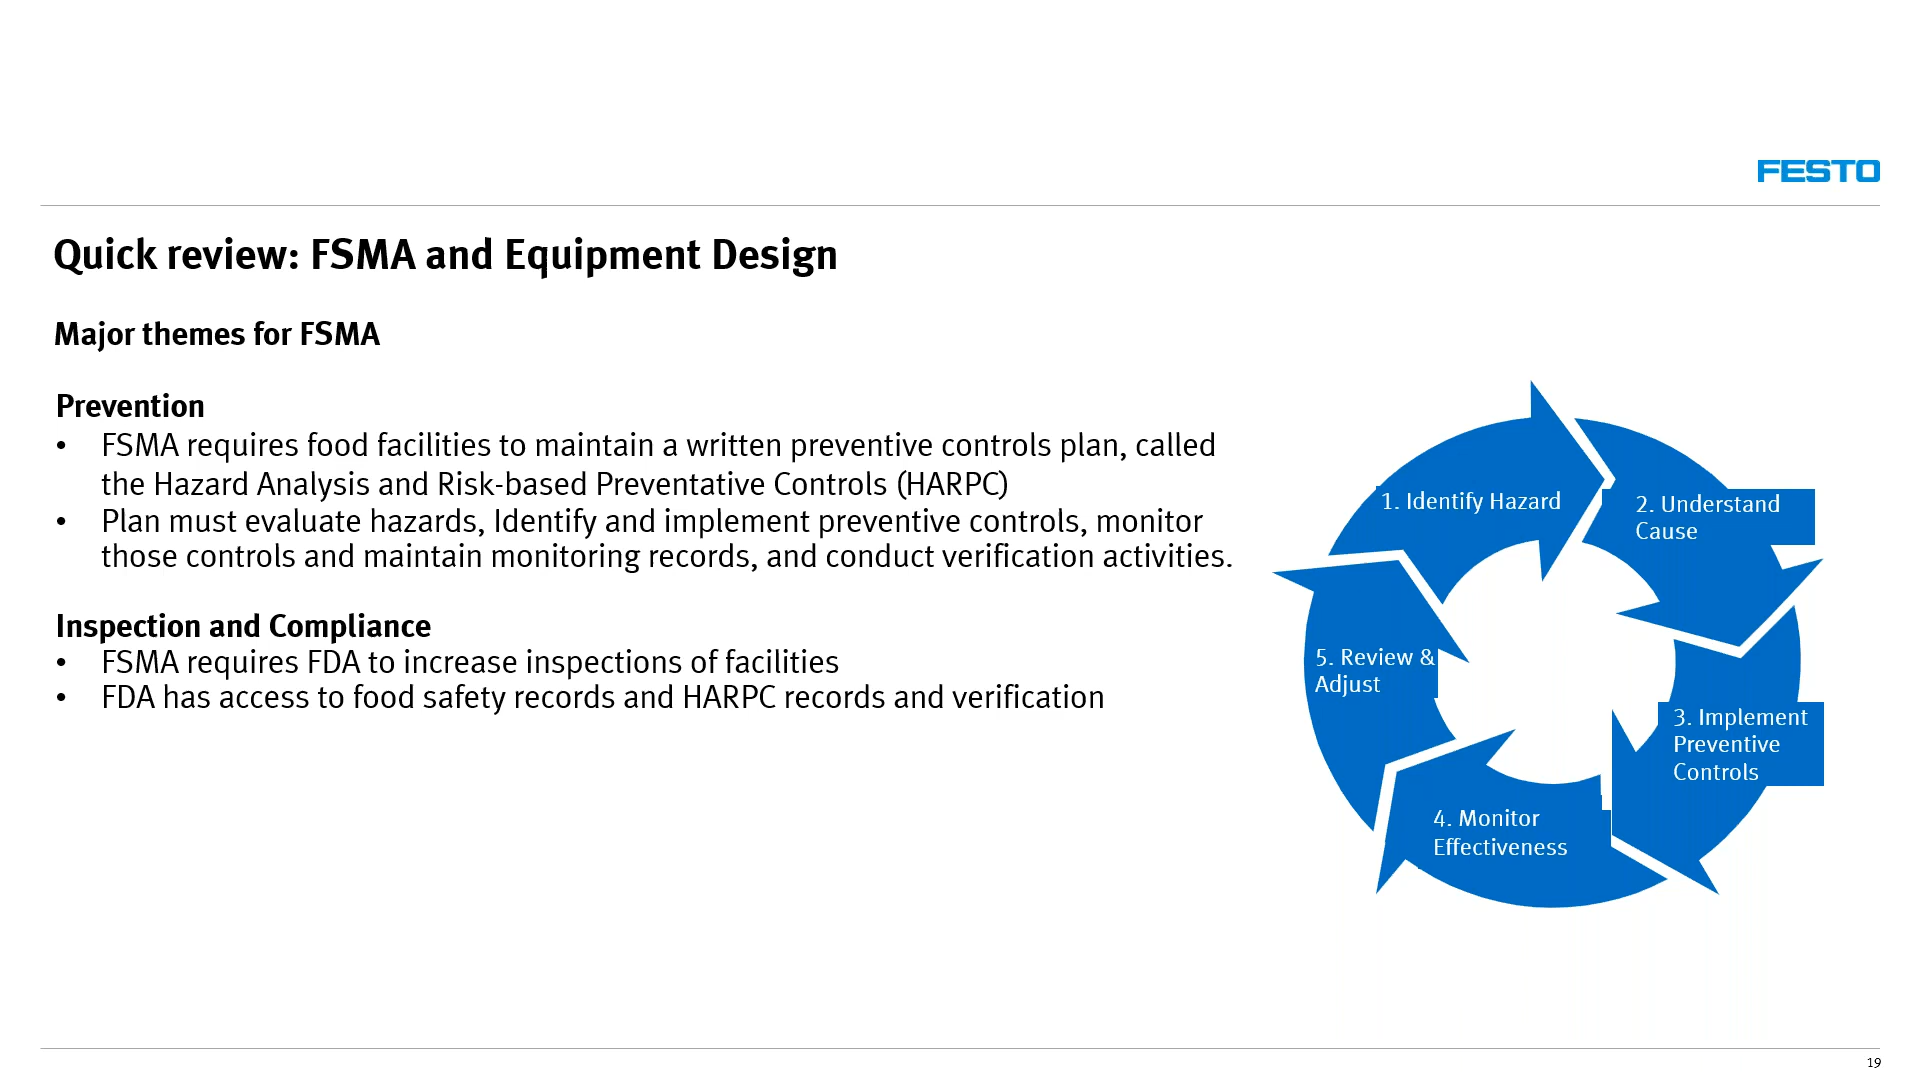 FESTO
Quick review: FSMA and Equipment Design
Major themes for FSMA
Prevention
• FSMA requires food facilities to maintain a written preventive controls plan, called
the Hazard Analysis and Risk-based Preventative Controls (HARPC)
• Plan must evaluate hazards, Identify and implement preventive controls, monitor
those controls and maintain monitoring records, and conduct verification activities.
Inspection and Compliance
• FSMA requires FDA to increase inspections of facilities
• FDA has access to food safety records and HARPC records and verification
1. Identify Hazard
2. Understand
Cause
3. Implement
Preventive
Controls
4. Monitor
Effectiveness
5. Review &
Adjust
19